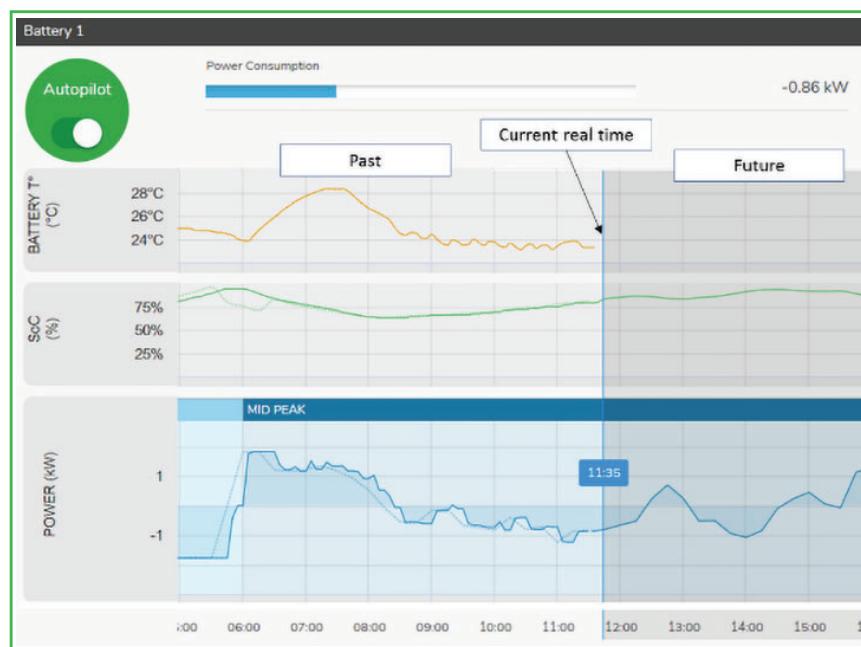 Battery 1
Autopilot
Power Consumption
-0.86 kW
Current real time
Past
Future
BATTERY T°
(°C)
28°C
26°C
24°C
SoC
(%)
75%
50%
25%
MID PEAK
POWER (kW)
1
11:35
-1
06:00 07:00 08:00 09:00 10:00 11:00 12:00 13:00 14:00 15:00